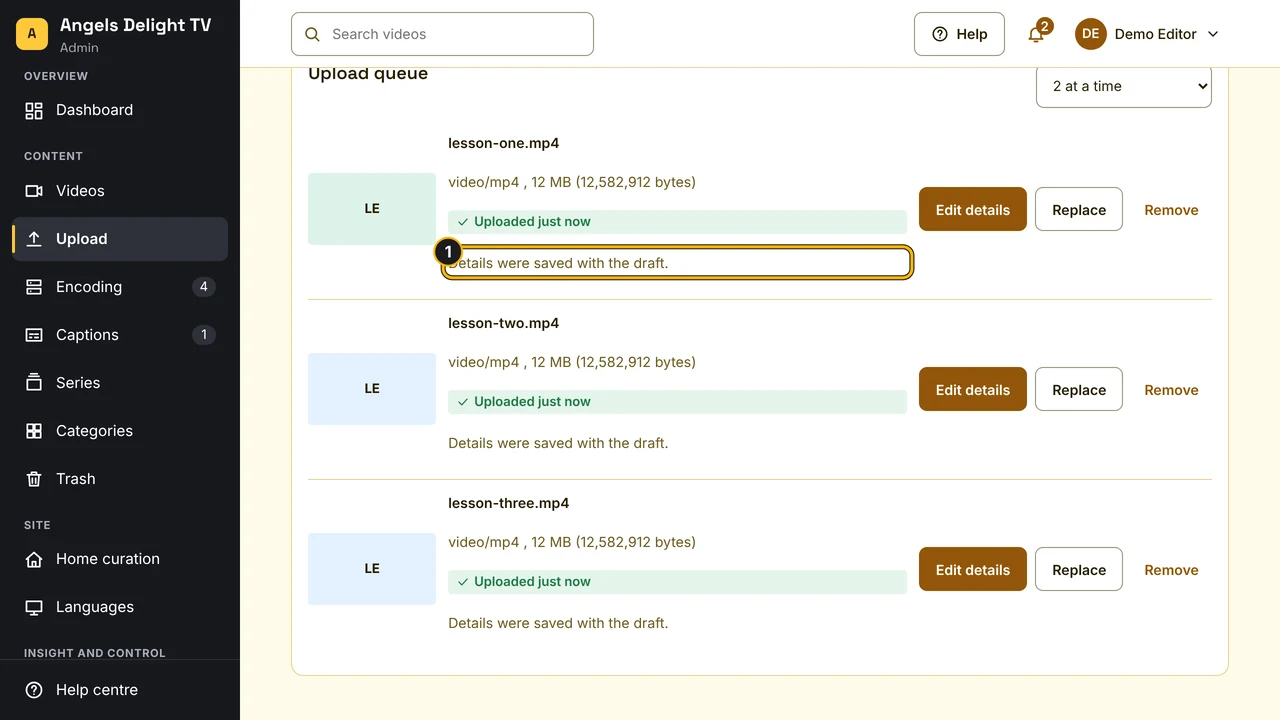 A
Angels Delight TV
Admin
OVERVIEW
Dashboard
CONTENT
Videos
Upload
Encoding 4
Captions 1
Series
Categories
Trash
SITE
Home curation
Languages
INSIGHT AND CONTROL
Help centre
Search videos
Help
2
DE
Demo Editor
Upload queue
2 at a time
lesson-one.mp4
LE
video/mp4 , 12 MB (12,582,912 bytes)
Uploaded just now
1
Details were saved with the draft.
Edit details
Replace
Remove
lesson-two.mp4
LE
video/mp4 , 12 MB (12,582,912 bytes)
Uploaded just now
Details were saved with the draft.
Edit details
Replace
Remove
lesson-three.mp4
LE
video/mp4 , 12 MB (12,582,912 bytes)
Uploaded just now
Details were saved with the draft.
Edit details
Replace
Remove